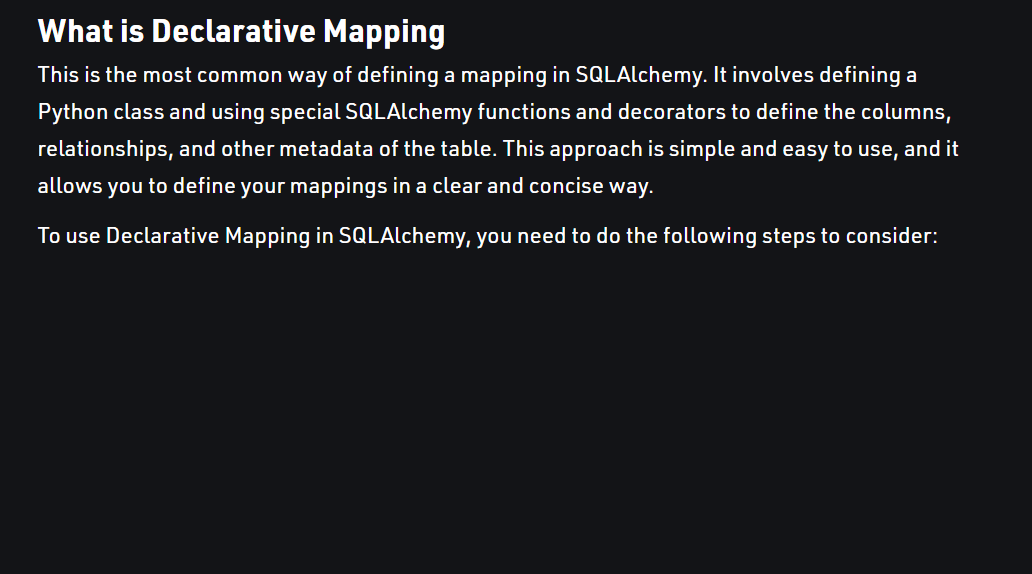 What is Declarative Mapping
This is the most common way of defining a mapping in SQLAlchemy. It involves defining a
Python class and using special SQLAlchemy functions and decorators to define the columns,
relationships, and other metadata of the table. This approach is simple and easy to use, and it
allows you to define your mappings in a clear and concise way.
To use Declarative Mapping in SQLAlchemy, you need to do the following steps to consider: